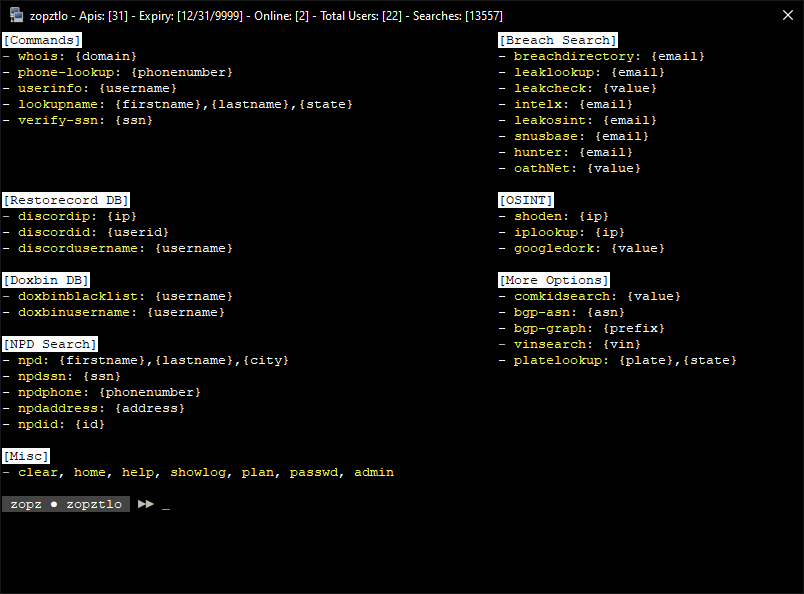 zopztlo - Apis: [31] - Expiry: [12/31/9999] - Online: [2] - Total Users: [22] - Searches: [13557]
[Commands]
- whois: {domain}
- phone-lookup: {phonenumber}
- userinfo: {username}
- lookupname: {firstname},{lastname},{state}
- verify-ssn: {ssn}
[Breach Search]
- breachdirectory: {email}
- leaklookup: {email}
- leakcheck: {value}
- intelx: {email}
- leakosint: {email}
- snusbase: {email}
- hunter: {email}
- oathNet: {value}
[Restorecord DB]
- discordip: {ip}
- discordid: {userid}
- discordusername: {username}
[OSINT]
- shoden: {ip}
- iplookup: {ip}
- googledork: {value}
[Doxbin DB]
- doxbinblacklist: {username}
- doxbinusername: {username}
[More Options]
- comkidsearch: {value}
- bgp-asn: {asn}
- bgp-graph: {prefix}
- vinsearch: {vin}
- platelookup: {plate},{state}
[NPD Search]
- npd: {firstname},{lastname},{city}
- npdssn: {ssn}
- npdphone: {phonenumber}
- npdaddress: {address}
- npdid: {id}
[Misc]
- clear, home, help, showlog, plan, passwd, admin
zopz ● zopztlo ►► _